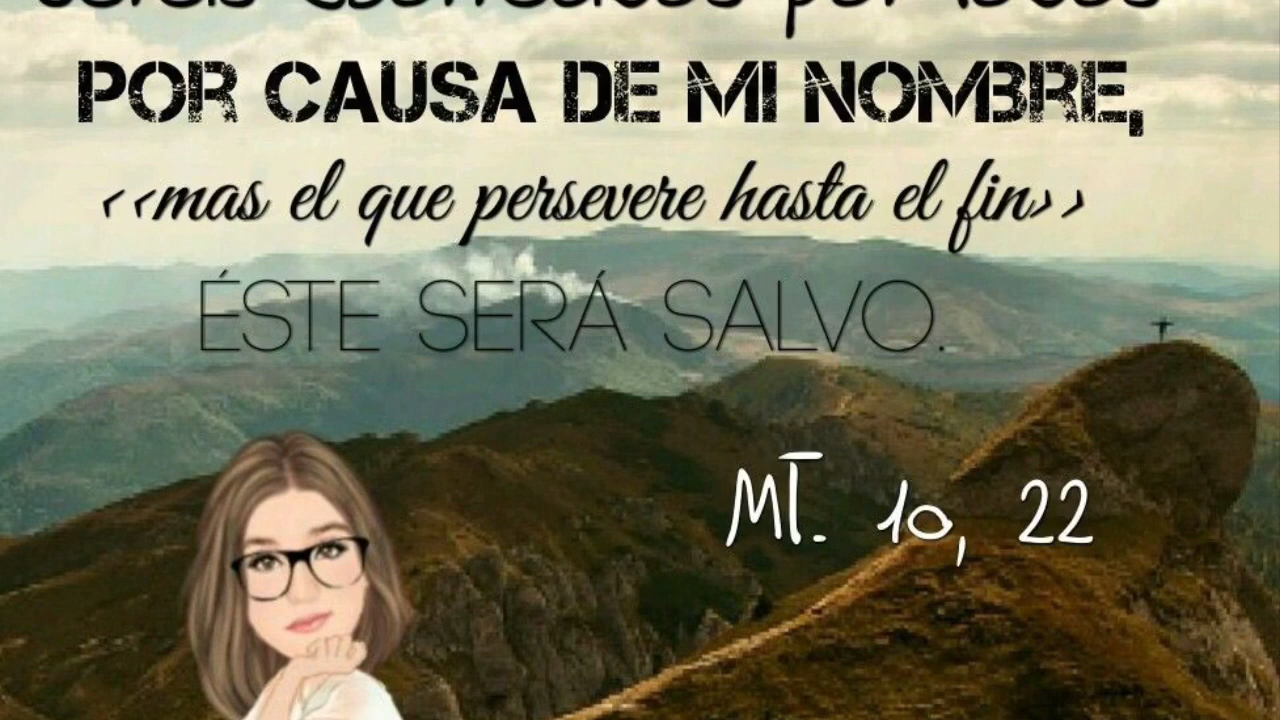 POR CAUSA DE MI NOMBRE,
<<mas el que persevere hasta el fin>>
ÉSTE SERÁ SALVO.
MT. 10, 22